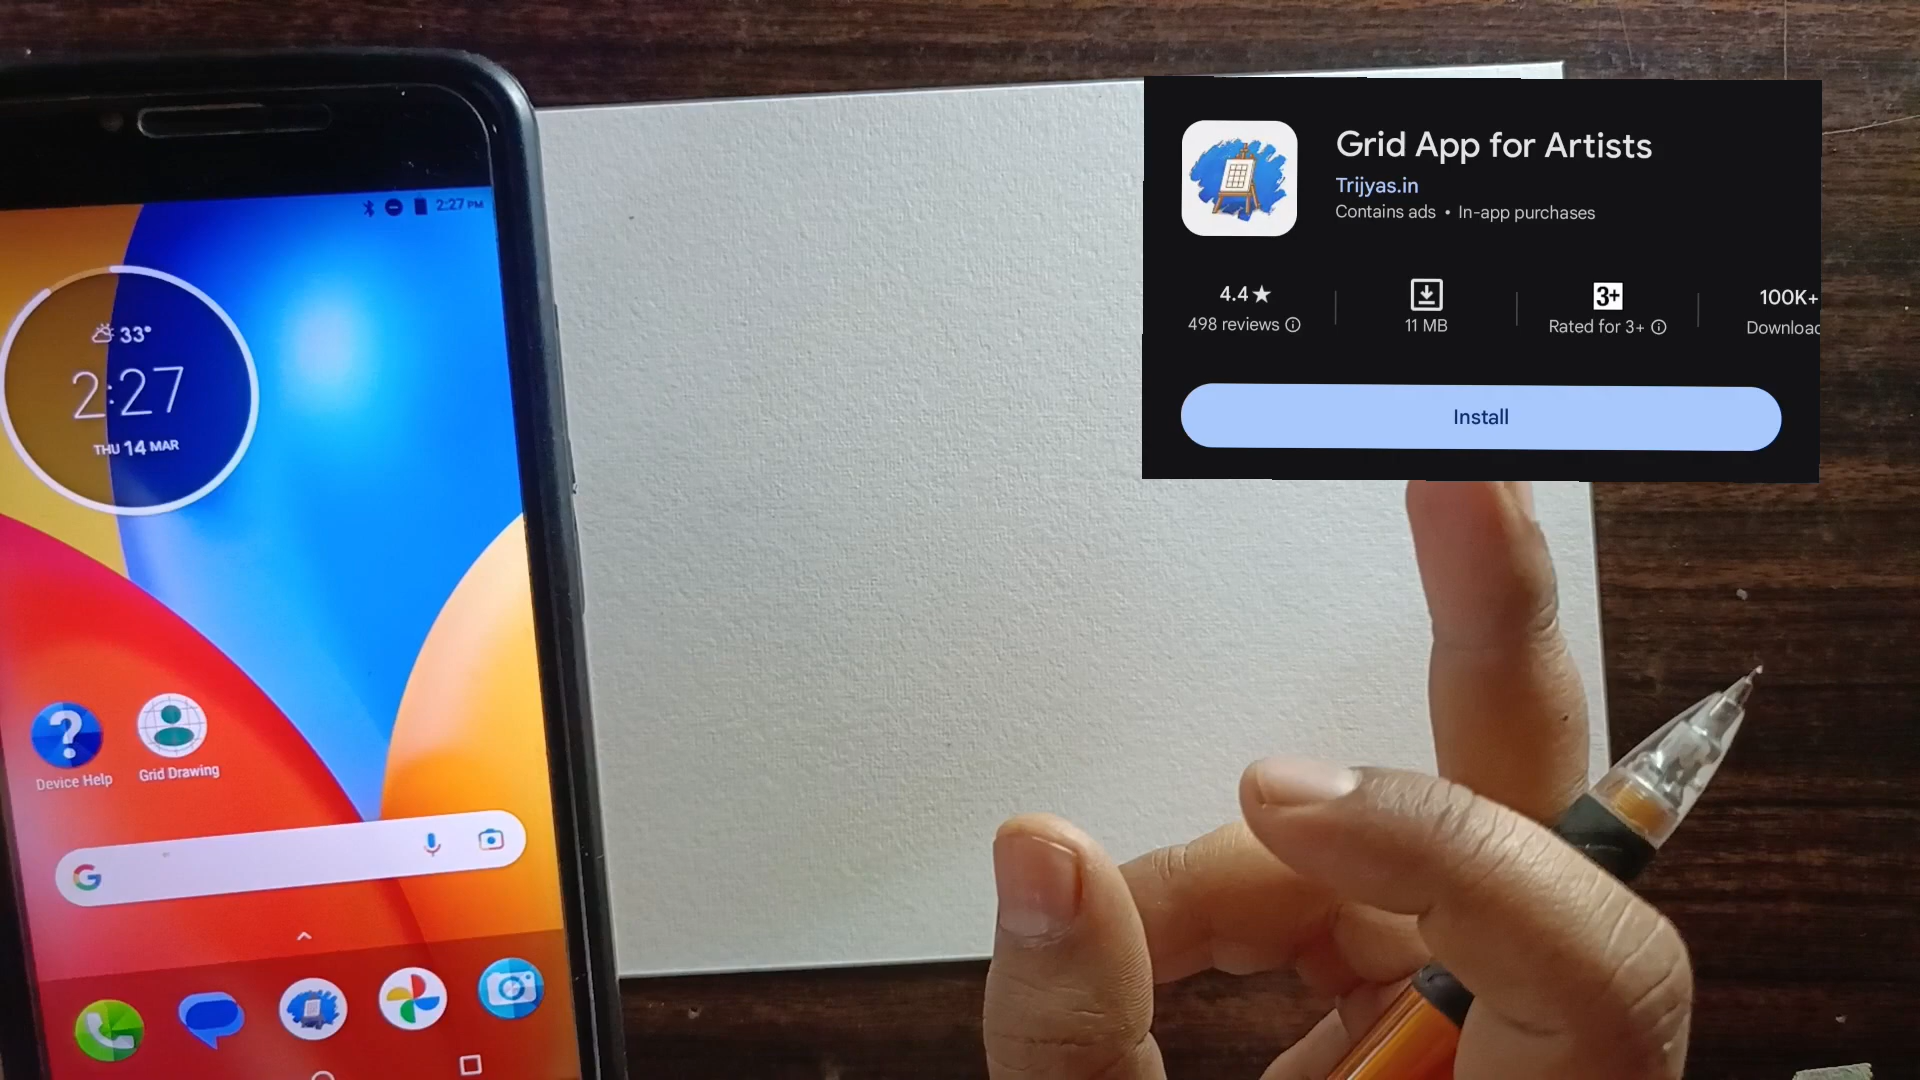 2:27 PM
33°
2:27
THU 14 MAR
?
Device Help
Grid Drawing
G
Grid App for Artists
Trijyas.in
Contains ads • In-app purchases
4.4★
498 reviews
11 MB
3+
Rated for 3+
100K+
Downloac
Install